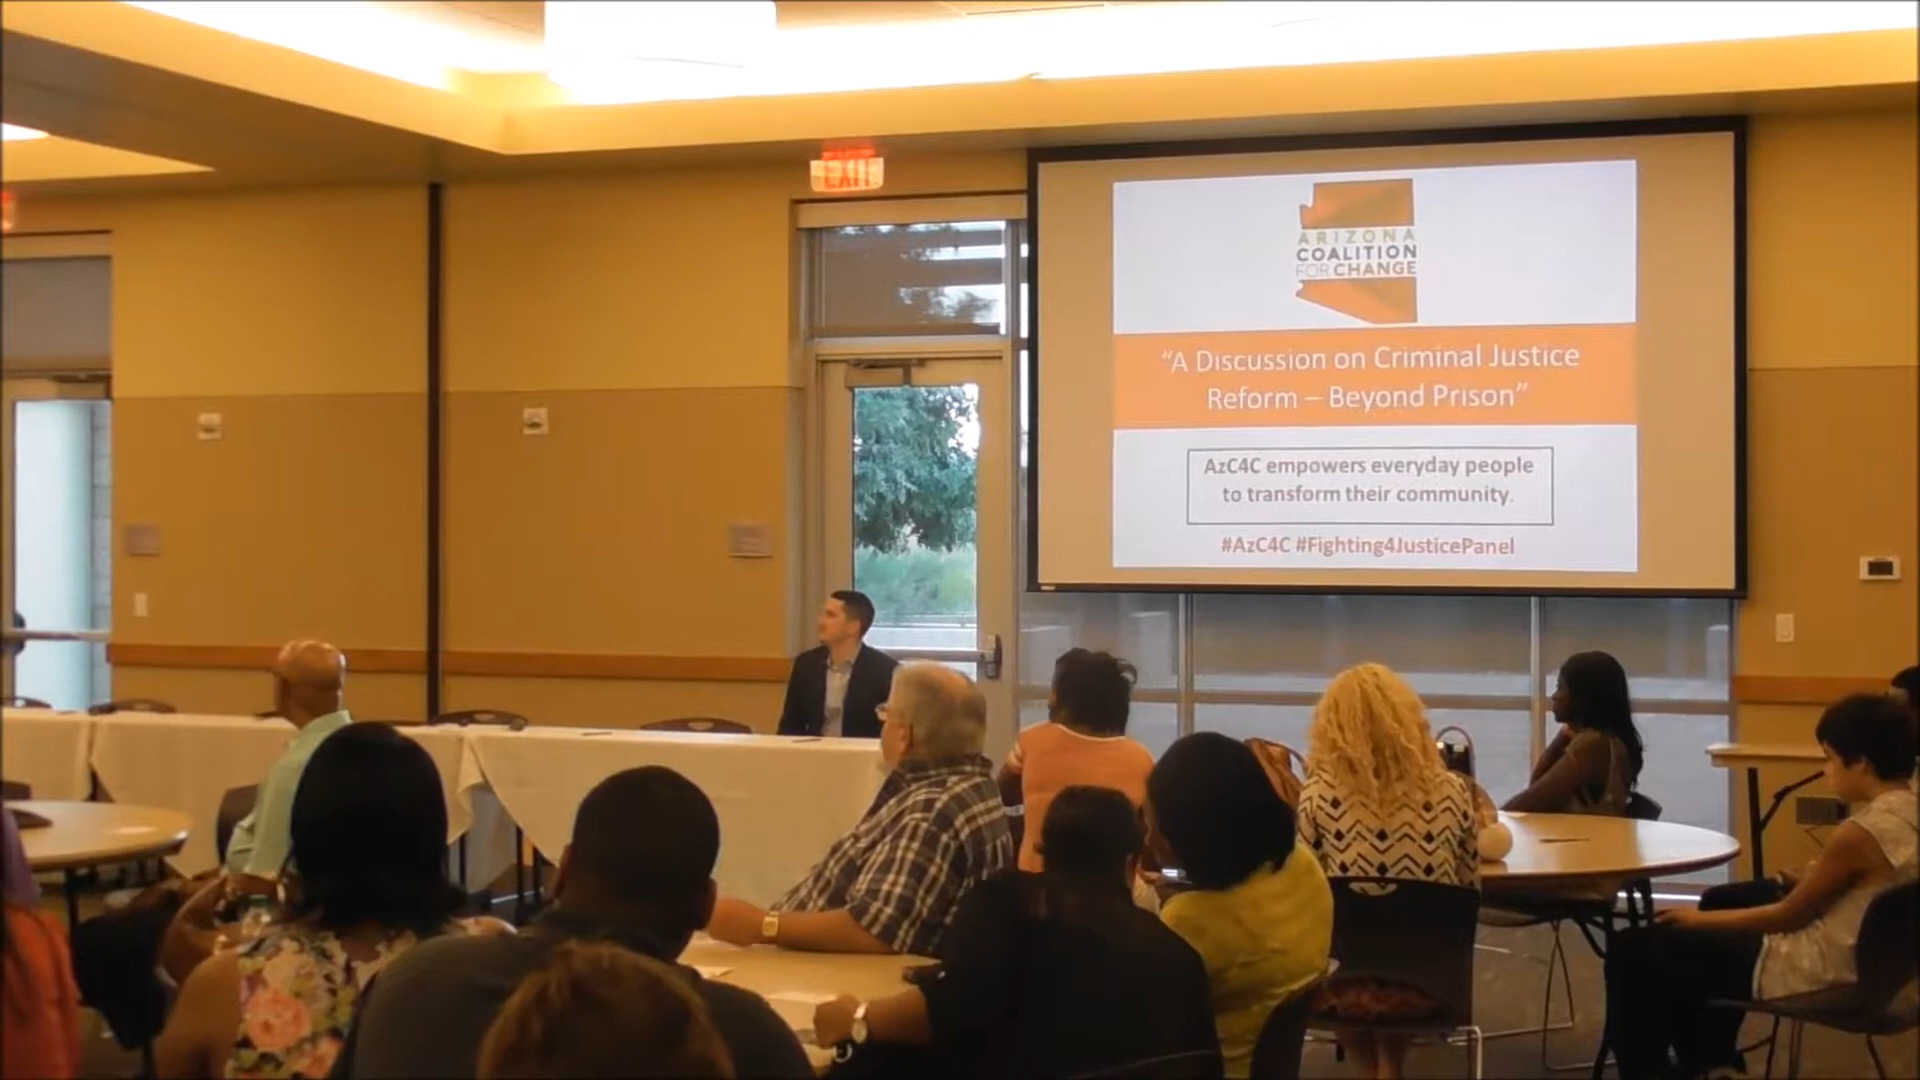 EXIT
ARIZONA
COALITION
FOR CHANGE
“A Discussion on Criminal Justice
Reform – Beyond Prison”
AzC4C empowers everyday people
to transform their community.
#AzC4C #Fighting4JusticePanel